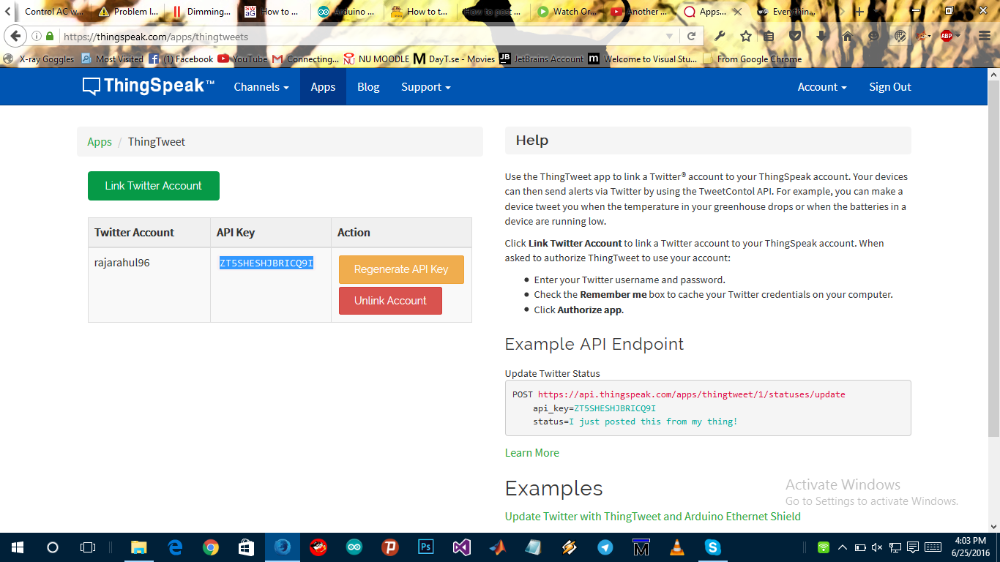 Control AC w...
Problem I...
Dimming...
How to ...
Arduino ...
How to t...
How to post ...
Watch Or...
Another ...
Apps...
Everythin...
https://thingspeak.com/apps/thingtweets
X-ray Goggles
Most Visited
(1) Facebook
YouTube
Connecting...
NU MOODLE
DayT.se - Movies
JetBrains Account
Welcome to Visual Stu...
From Google Chrome
ThingSpeak™
Channels
Apps
Blog
Support
Account
Sign Out
Apps / ThingTweet
Link Twitter Account
Twitter Account
API Key
Action
rajarahul96
ZT5SHESHJBRICQ9I
Regenerate API Key
Unlink Account
Help
Use the ThingTweet app to link a Twitter® account to your ThingSpeak account. Your devices
can then send alerts via Twitter by using the TweetContol API. For example, you can make a
device tweet you when the temperature in your greenhouse drops or when the batteries in a
device are running low.
Click Link Twitter Account to link a Twitter account to your ThingSpeak account. When
asked to authorize ThingTweet to use your account:
Enter your Twitter username and password.
Check the Remember me box to cache your Twitter credentials on your computer.
Click Authorize app.
Example API Endpoint
Update Twitter Status
POST https://api.thingspeak.com/apps/thingtweet/1/statuses/update
api_key=ZT5SHESHJBRICQ9I
status=I just posted this from my thing!
Learn More
Examples
Update Twitter with ThingTweet and Arduino Ethernet Shield
Activate Windows
Go to Settings to activate Windows.
4:03 PM
6/25/2016